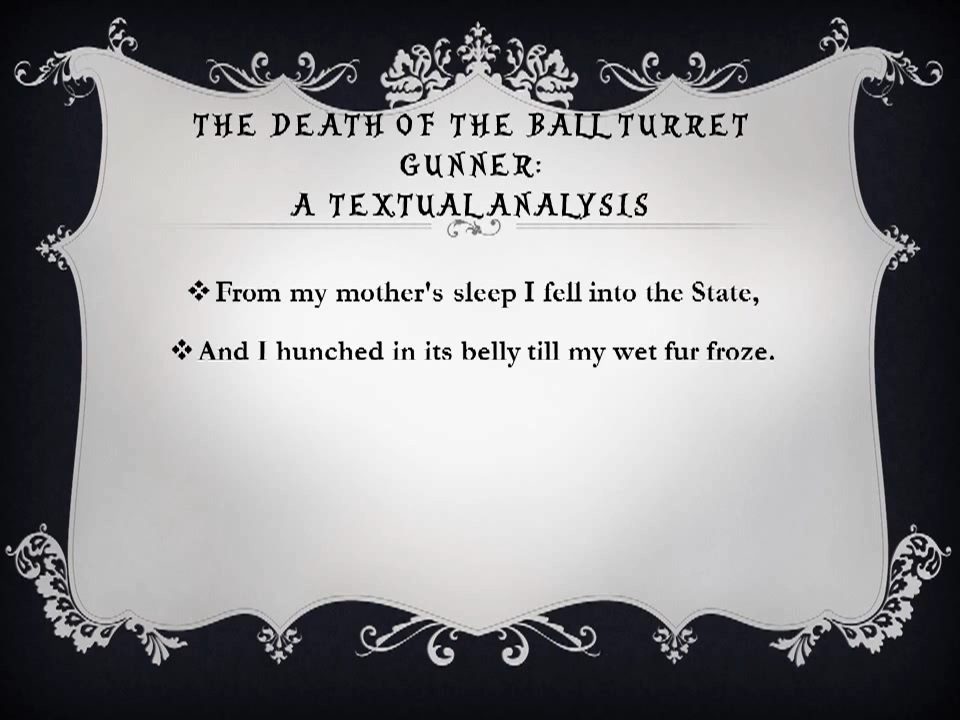 THE DEATH OF THE BALL TURRET
GUNNER:
A TEXTUAL ANALYSIS
❖ From my mother's sleep I fell into the State,
❖ And I hunched in its belly till my wet fur froze.